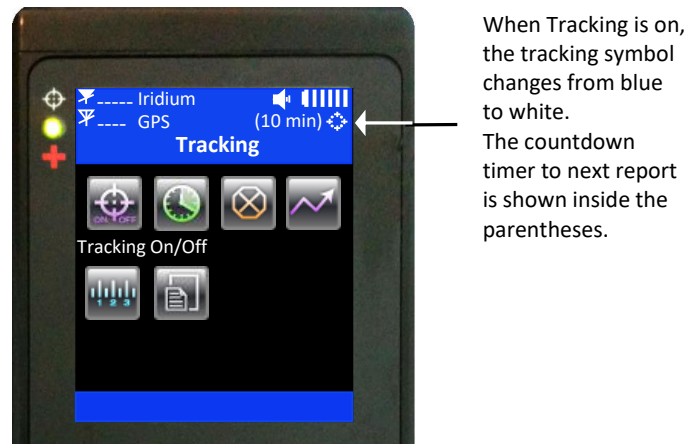 When Tracking is on,
the tracking symbol
changes from blue
to white.
The countdown
timer to next report
is shown inside the
parentheses.
----- Iridium
---- GPS (10 min)
Tracking
ON OFF
Tracking On/Off
1 2 3